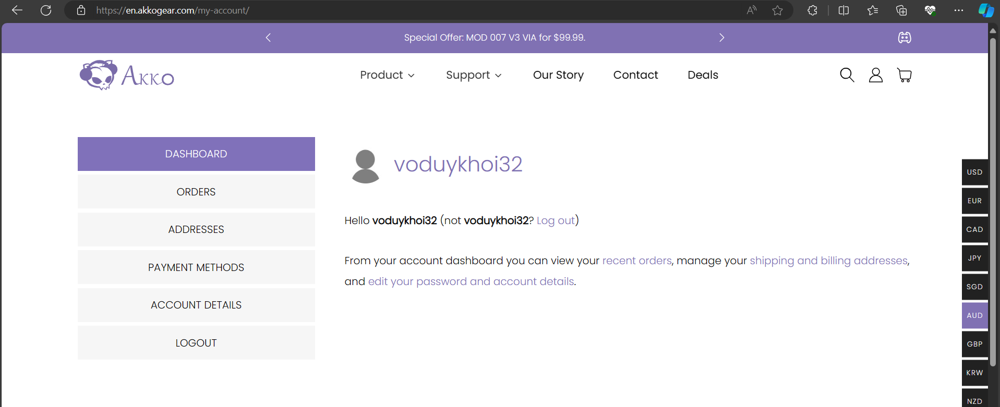 https://en.akkogear.com/my-account/
Special Offer: MOD 007 V3 VIA for $99.99.
Akko
Product
Support
Our Story
Contact
Deals
DASHBOARD
ORDERS
ADDRESSES
PAYMENT METHODS
ACCOUNT DETAILS
LOGOUT
voduykhoi32
Hello voduykhoi32 (not voduykhoi32? Log out)
From your account dashboard you can view your recent orders, manage your shipping and billing addresses,
and edit your password and account details.
USD
EUR
CAD
JPY
SGD
AUD
GBP
KRW
NZD